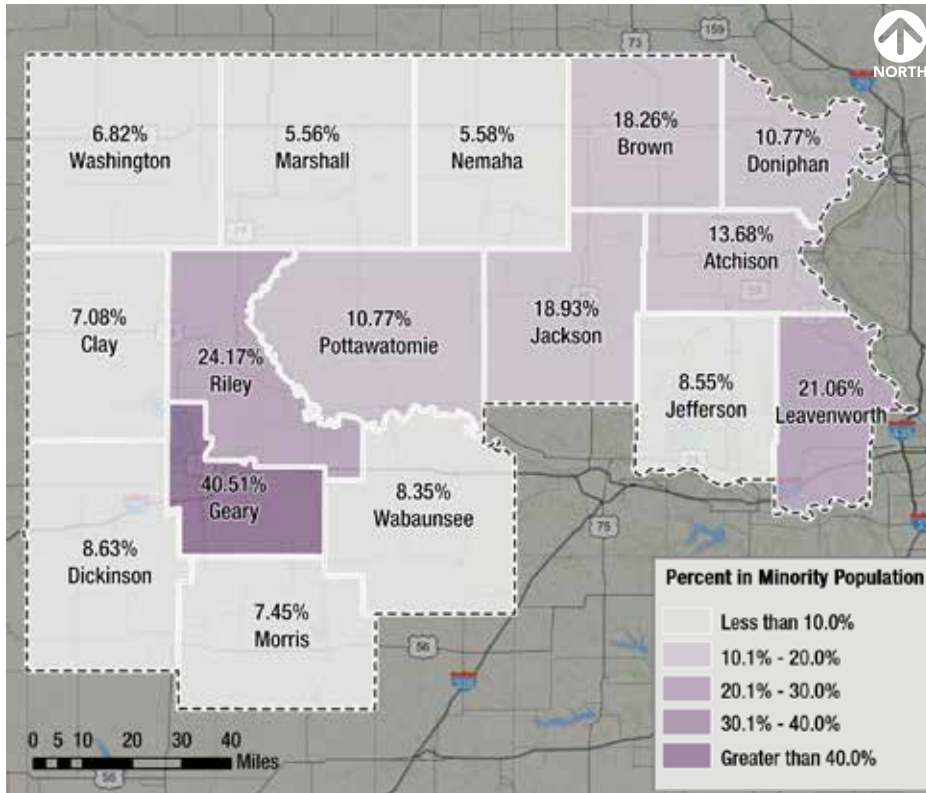 NORTH
159
73
6.82%
Washington
5.56%
Marshall
5.58%
Nemaha
18.26%
Brown
10.77%
Doniphan
77
13.68%
Atchison
7.08%
Clay
24.17%
Riley
10.77%
Pottawatomie
18.93%
Jackson
8.55%
Jefferson
21.06%
Leavenworth
40.51%
Geary
8.35%
Wabaunsee
75
8.63%
Dickinson
7.45%
Morris
56
Percent in Minority Population
Less than 10.0%
10.1% - 20.0%
20.1% - 30.0%
30.1% - 40.0%
Greater than 40.0%
0 5 10 20 30 40
Miles
56